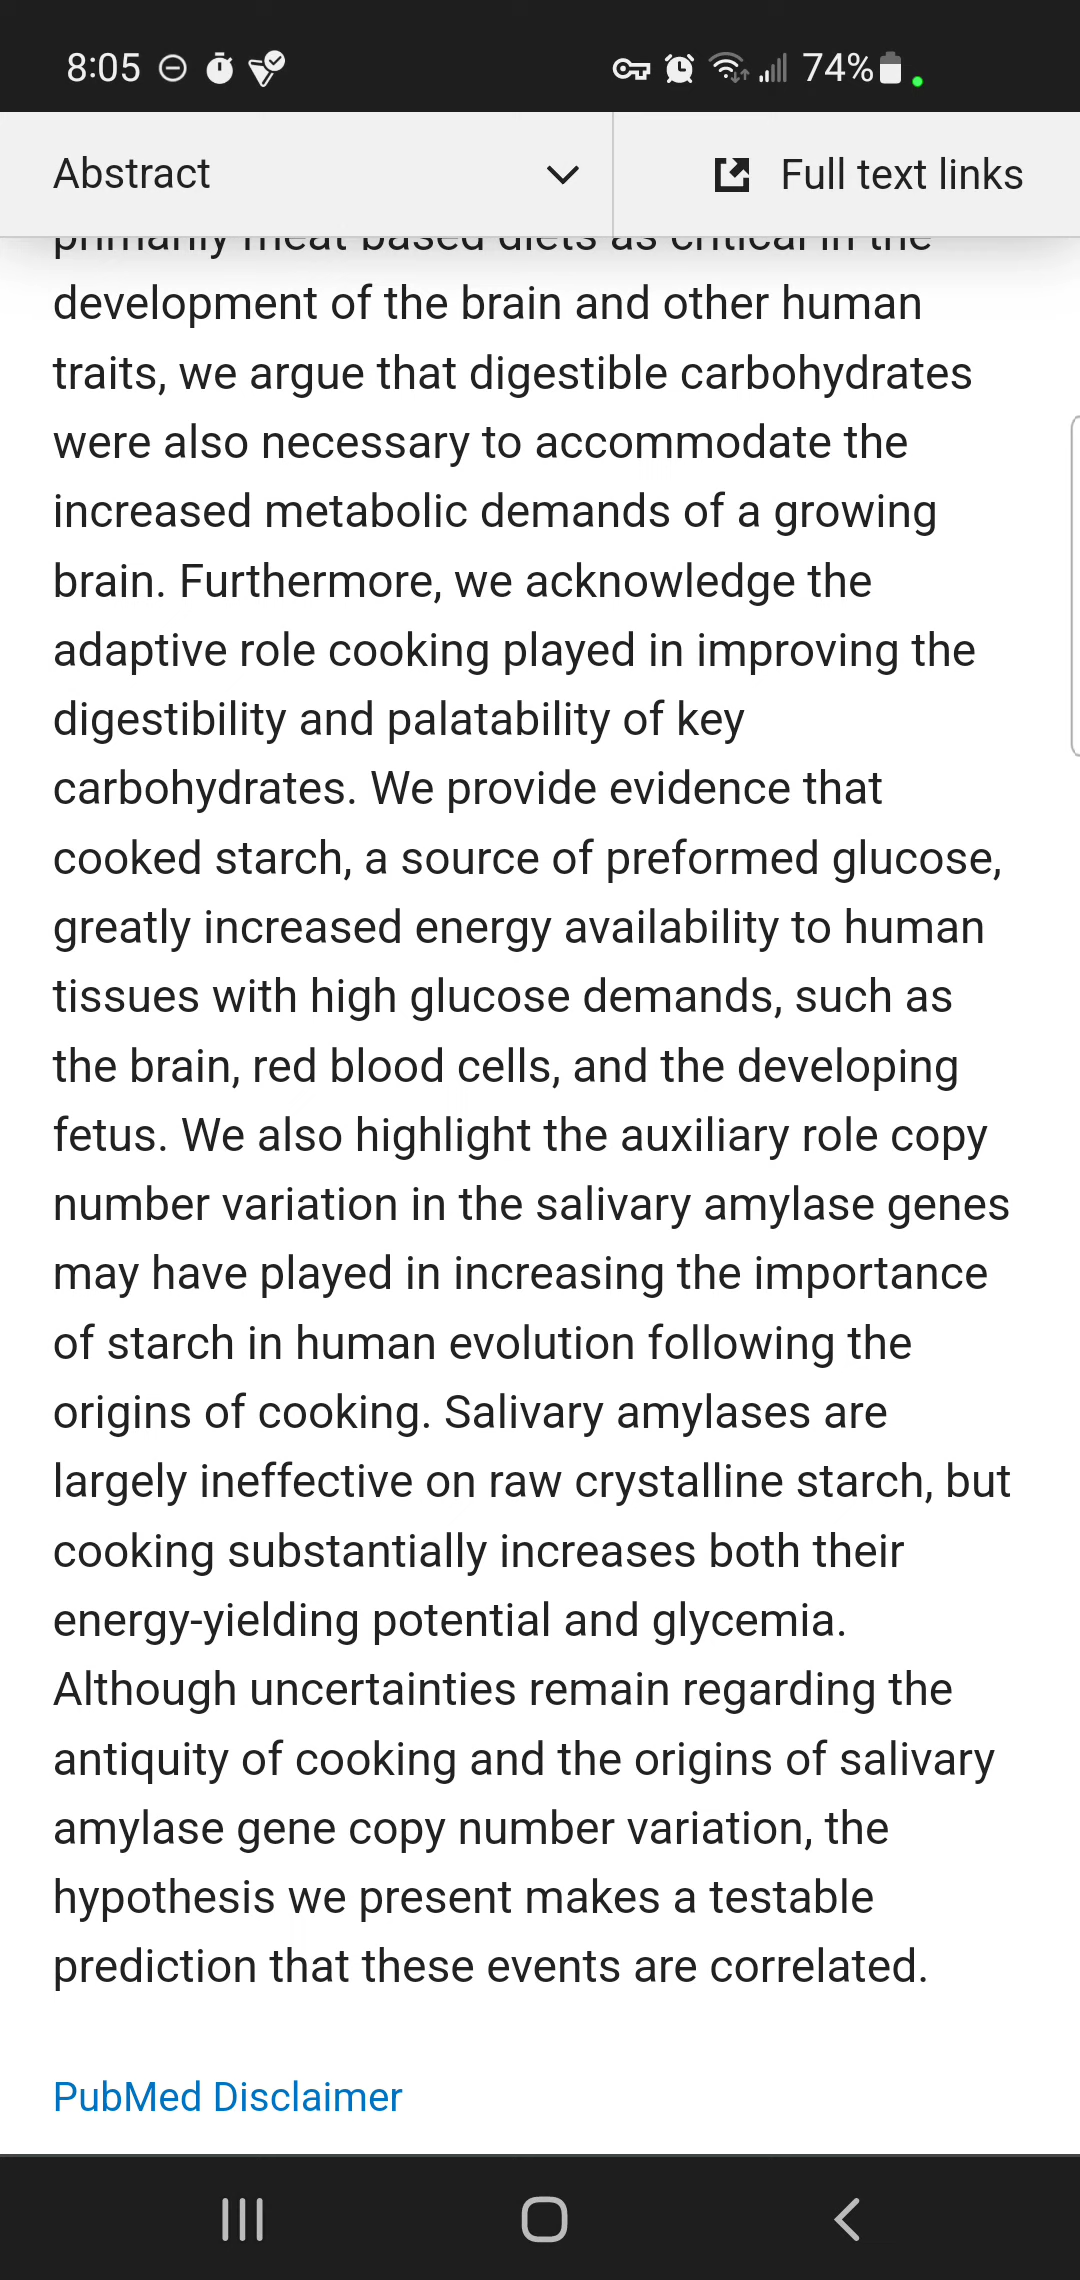 8:05
74%
Abstract
Full text links
primarily meat based diets as critical in the
development of the brain and other human
traits, we argue that digestible carbohydrates
were also necessary to accommodate the
increased metabolic demands of a growing
brain. Furthermore, we acknowledge the
adaptive role cooking played in improving the
digestibility and palatability of key
carbohydrates. We provide evidence that
cooked starch, a source of preformed glucose,
greatly increased energy availability to human
tissues with high glucose demands, such as
the brain, red blood cells, and the developing
fetus. We also highlight the auxiliary role copy
number variation in the salivary amylase genes
may have played in increasing the importance
of starch in human evolution following the
origins of cooking. Salivary amylases are
largely ineffective on raw crystalline starch, but
cooking substantially increases both their
energy-yielding potential and glycemia.
Although uncertainties remain regarding the
antiquity of cooking and the origins of salivary
amylase gene copy number variation, the
hypothesis we present makes a testable
prediction that these events are correlated.
PubMed Disclaimer